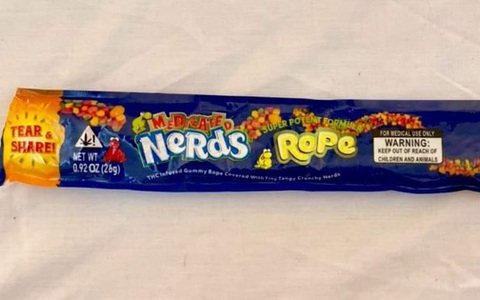 TEAR &
SHARE!
NET WT
0.92 OZ (26g)
MEDICATED
NeRds
SUPER POTENT FORMULA
RoPe
THC Infused Gummy Rope Covered With Tiny Tangy Crunchy Nerds
FOR MEDICAL USE ONLY
WARNING:
KEEP OUT OF REACH OF
CHILDREN AND ANIMALS